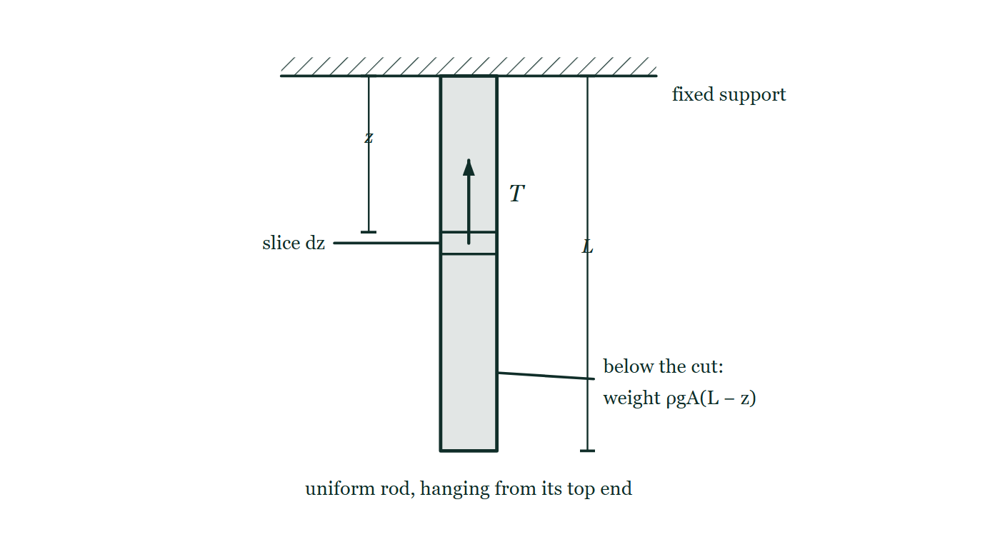 fixed support
z
T
slice dz
L
below the cut:
weight ρgA(L − z)
uniform rod, hanging from its top end